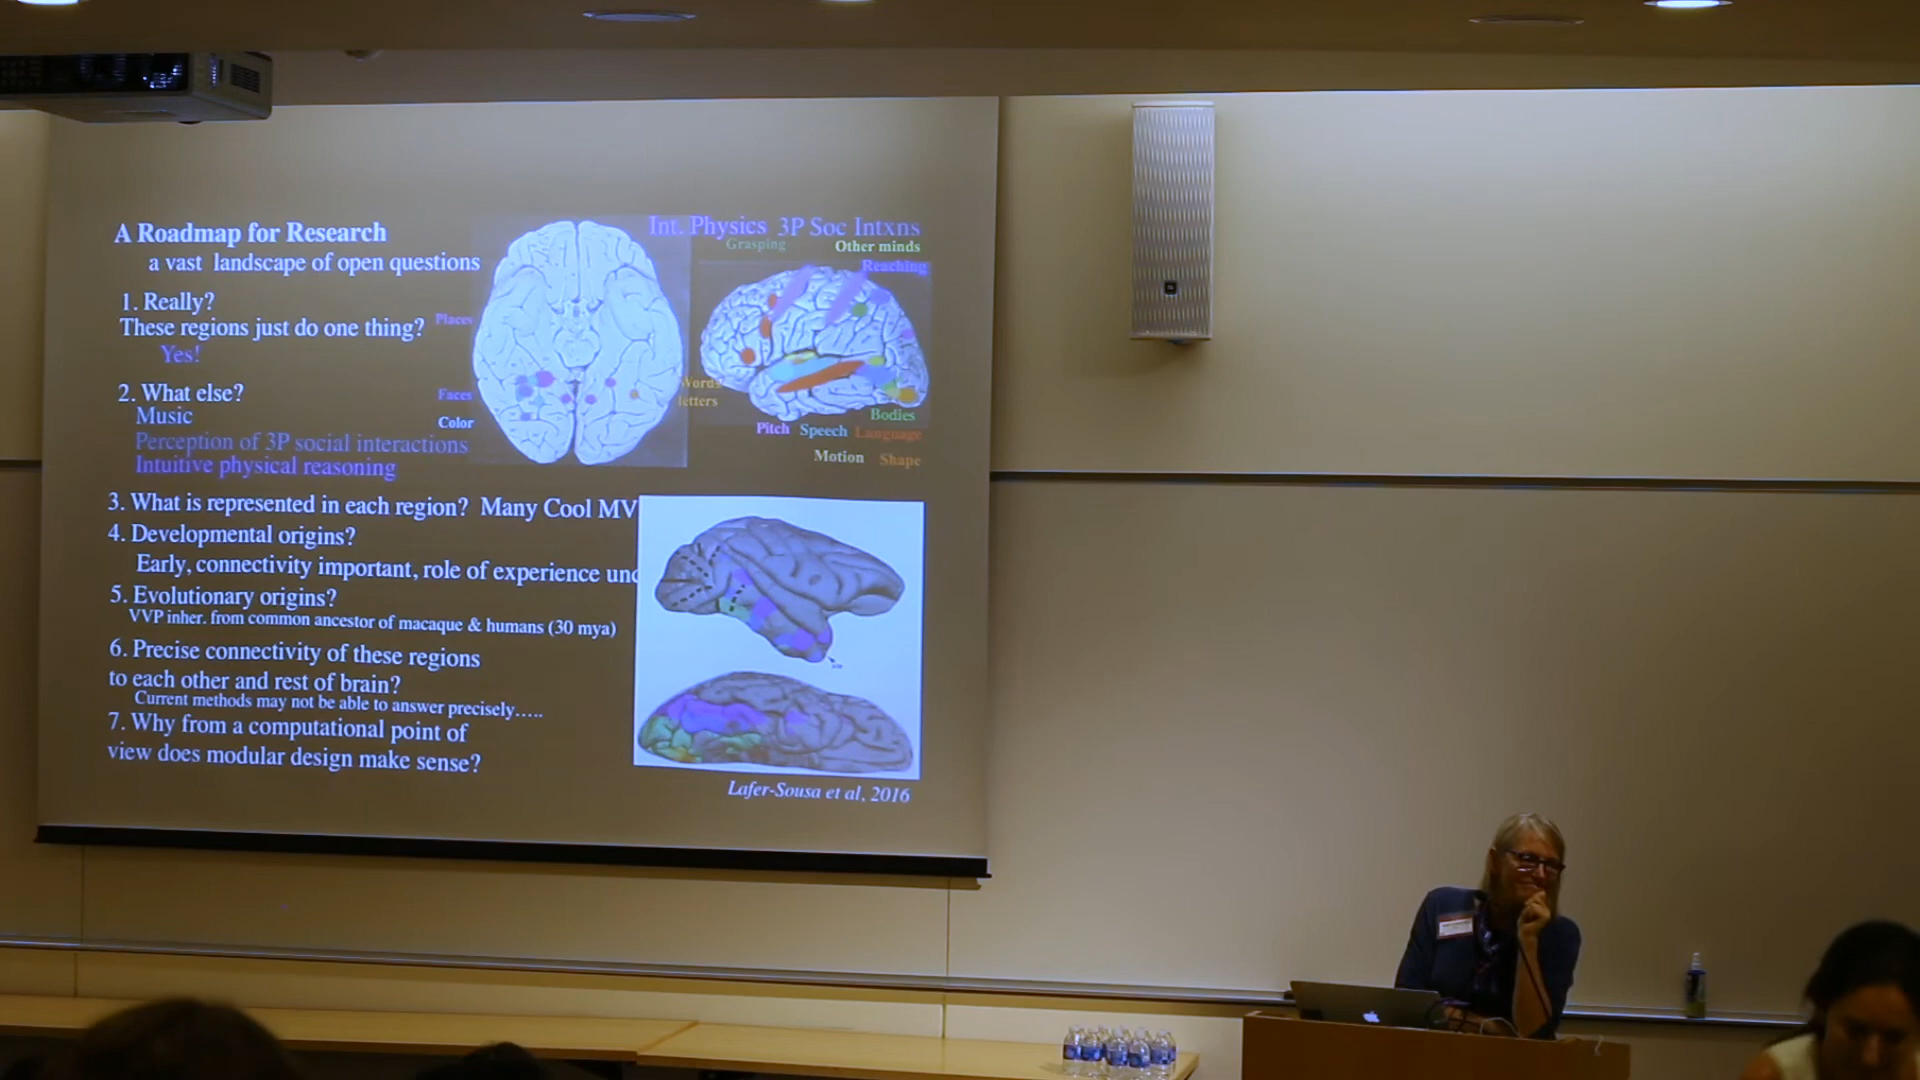 A Roadmap for Research
a vast landscape of open questions
1. Really?
These regions just do one thing?
Yes!
2. What else?
Music
Perception of 3P social interactions
Intuitive physical reasoning
3. What is represented in each region? Many Cool MV
4. Developmental origins?
Early, connectivity important, role of experience unc
5. Evolutionary origins?
VVP inher. from common ancestor of macaque & humans (30 mya)
6. Precise connectivity of these regions
to each other and rest of brain?
Current methods may not be able to answer precisely.....
7. Why from a computational point of
view does modular design make sense?
Places
Faces
Color
Int. Physics 3P Soc Intxns
Grasping Other minds
Reaching
Words
letters
Bodies
Pitch Speech Language
Motion Shape
Lafer-Sousa et al, 2016